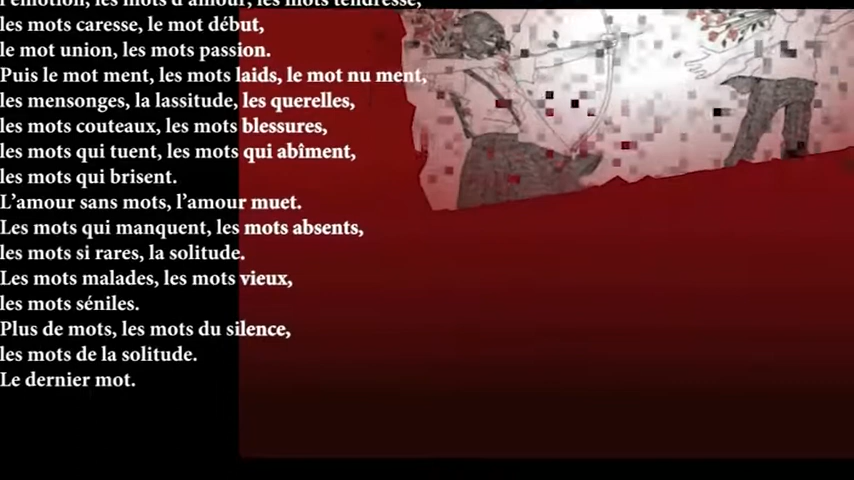 l'émotion, les mots d'amour, les mots tendresse,
les mots caresse, le mot début,
le mot union, les mots passion.
Puis le mot ment, les mots laids, le mot nu ment,
les mensonges, la lassitude, les querelles,
les mots couteaux, les mots blessures,
les mots qui tuent, les mots qui abîment,
les mots qui brisent.
L'amour sans mots, l'amour muet.
Les mots qui manquent, les mots absents,
les mots si rares, la solitude.
Les mots malades, les mots vieux,
les mots séniles.
Plus de mots, les mots du silence,
les mots de la solitude.
Le dernier mot.